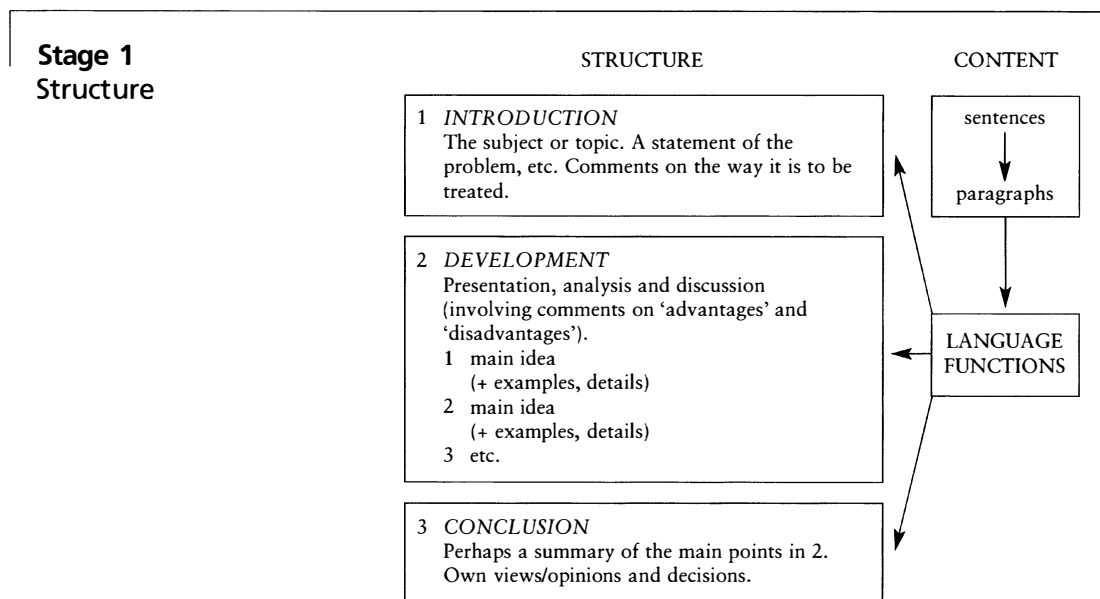 Stage 1
Structure
STRUCTURE
CONTENT
1 INTRODUCTION
The subject or topic. A statement of the
problem, etc. Comments on the way it is to be
treated.
2 DEVELOPMENT
Presentation, analysis and discussion
(involving comments on ‘advantages’ and
‘disadvantages’).
1 main idea
(+ examples, details)
2 main idea
(+ examples, details)
3 etc.
3 CONCLUSION
Perhaps a summary of the main points in 2.
Own views/opinions and decisions.
sentences
paragraphs
LANGUAGE
FUNCTIONS